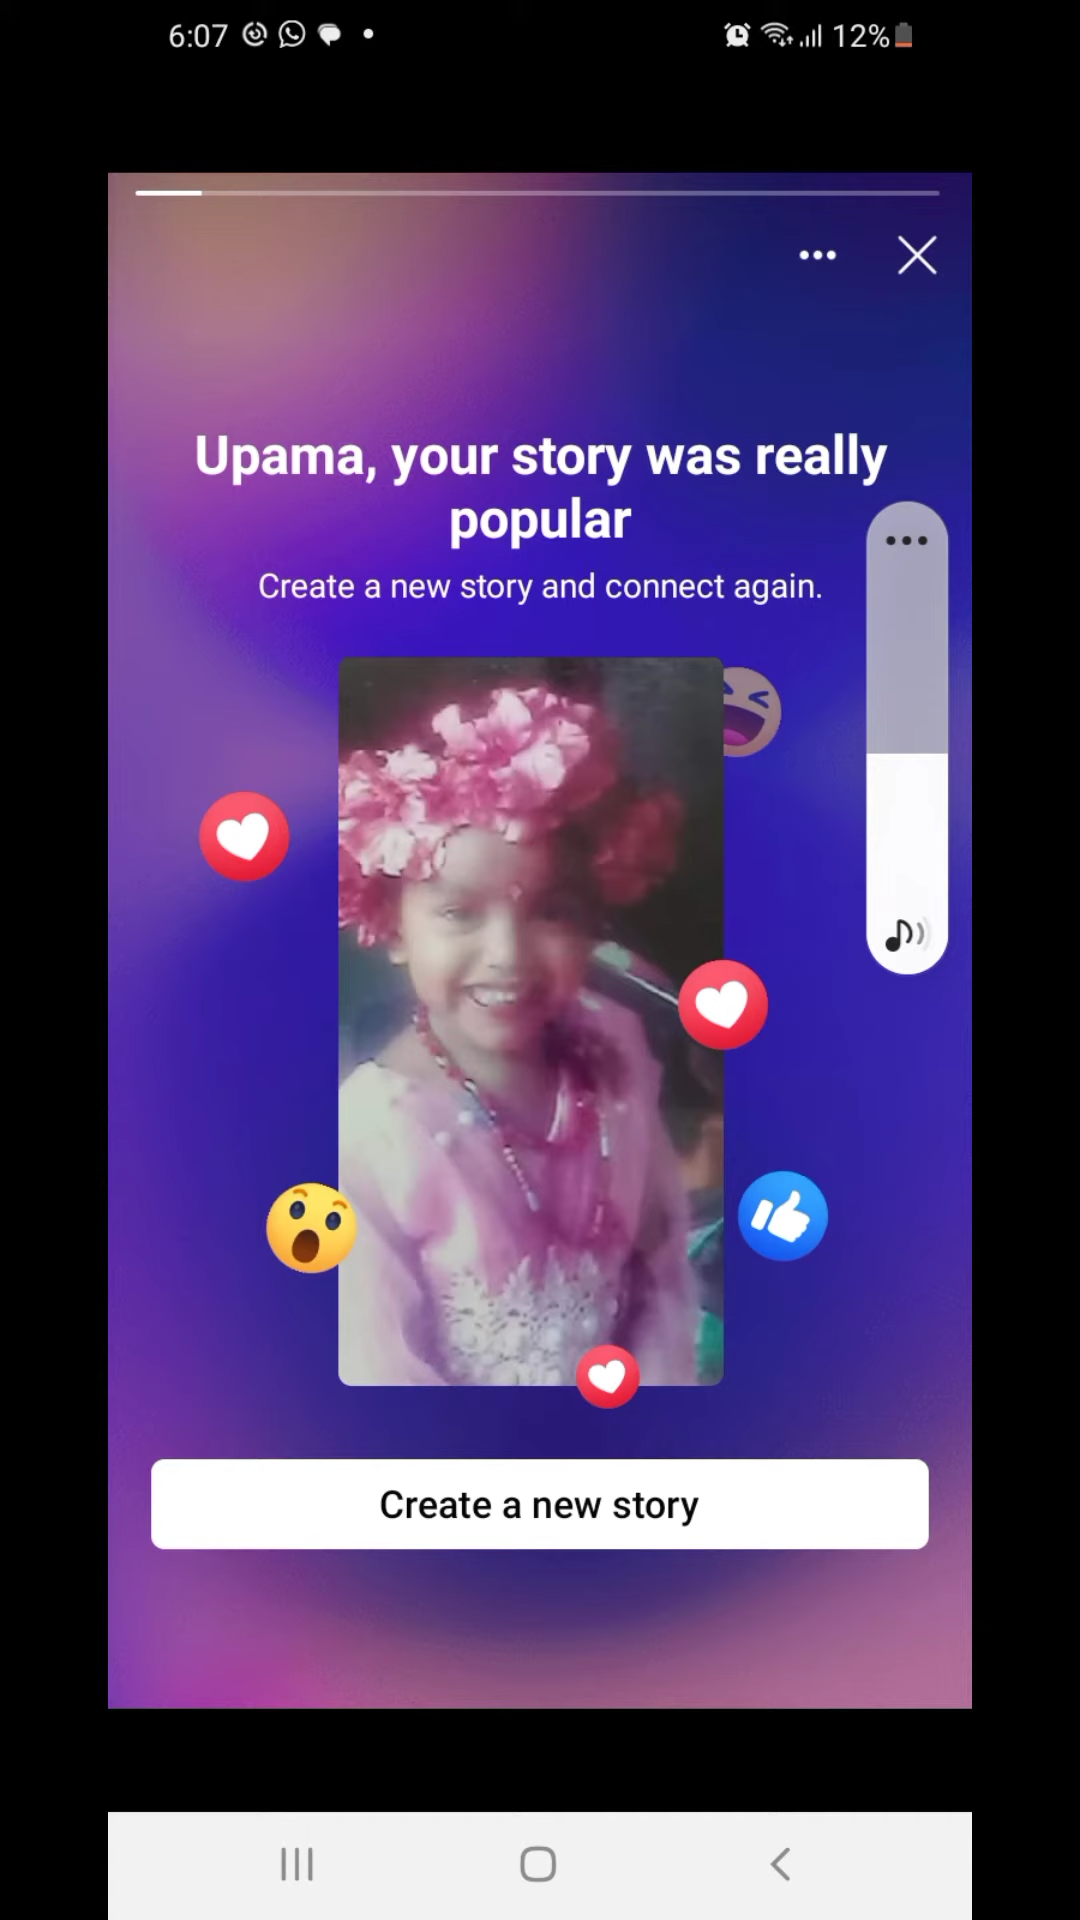 6:07
12%
Upama, your story was really
popular
Create a new story and connect again.
Create a new story